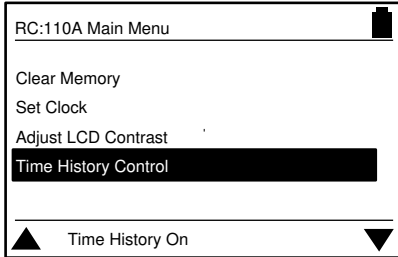 RC:110A Main Menu
Clear Memory
Set Clock
Adjust LCD Contrast
Time History Control
Time History On